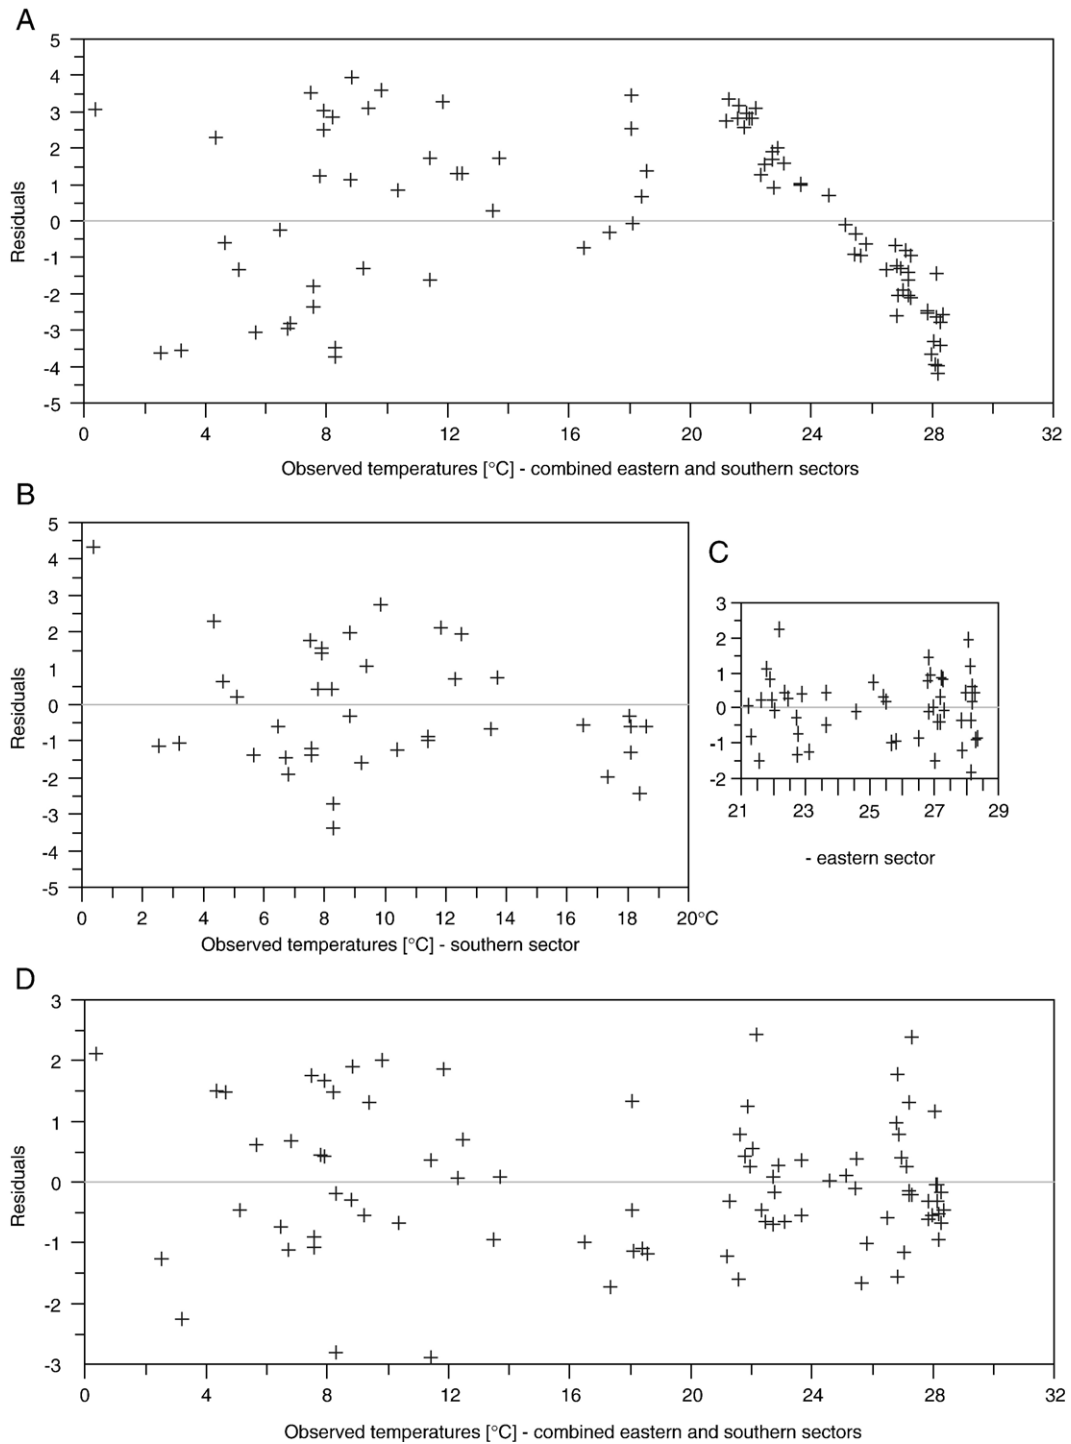 A
5
4
3
2
1
0
-1
-2
-3
-4
-5
Residuals
0 4 8 12 16 20 24 28 32
Observed temperatures [°C] - combined eastern and southern sectors
B
5
4
3
2
1
0
-1
-2
-3
-4
-5
Residuals
0 2 4 6 8 10 12 14 16 18 20°C
Observed temperatures [°C] - southern sector
C
3
2
1
0
-1
-2
21 23 25 27 29
- eastern sector
D
3
2
1
0
-1
-2
-3
Residuals
0 4 8 12 16 20 24 28 32
Observed temperatures [°C] - combined eastern and southern sectors